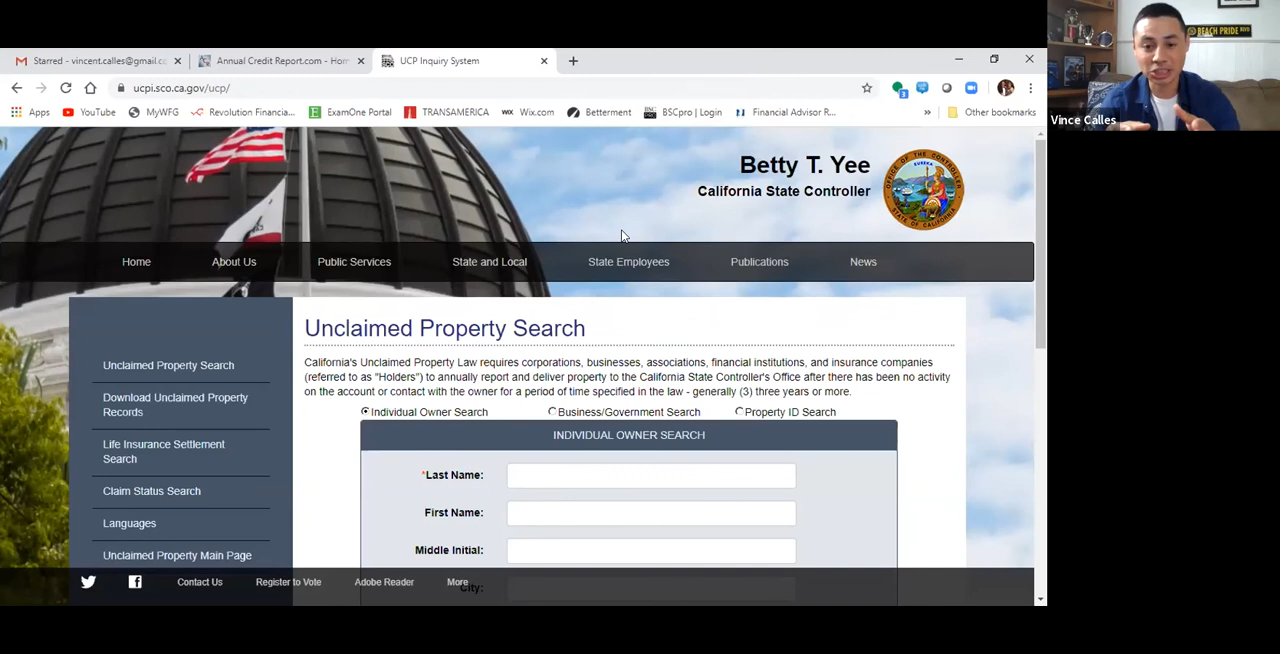 Starred - vincent.calles@gmail.c
Annual Credit Report.com - Hom
UCP Inquiry System
ucpi.sco.ca.gov/ucp/
Apps
YouTube
MyWFG
Revolution Financi...
ExamOne Portal
TRANSAMERICA
WIX Wix.com
Betterment
BSCpro | Login
Financial Advisor R...
»
Other bookmarks
BEACH PRIDE BLVD
Vince Calles
Betty T. Yee
California State Controller
Home
About Us
Public Services
State and Local
State Employees
Publications
News
Unclaimed Property Search
Download Unclaimed Property
Records
Life Insurance Settlement
Search
Claim Status Search
Languages
Unclaimed Property Main Page
Unclaimed Property Search
California's Unclaimed Property Law requires corporations, businesses, associations, financial institutions, and insurance companies
(referred to as "Holders") to annually report and deliver property to the California State Controller's Office after there has been no activity
on the account or contact with the owner for a period of time specified in the law - generally (3) three years or more.
Individual Owner Search
Business/Government Search
Property ID Search
INDIVIDUAL OWNER SEARCH
*Last Name:
First Name:
Middle Initial:
City:
Contact Us
Register to Vote
Adobe Reader
More